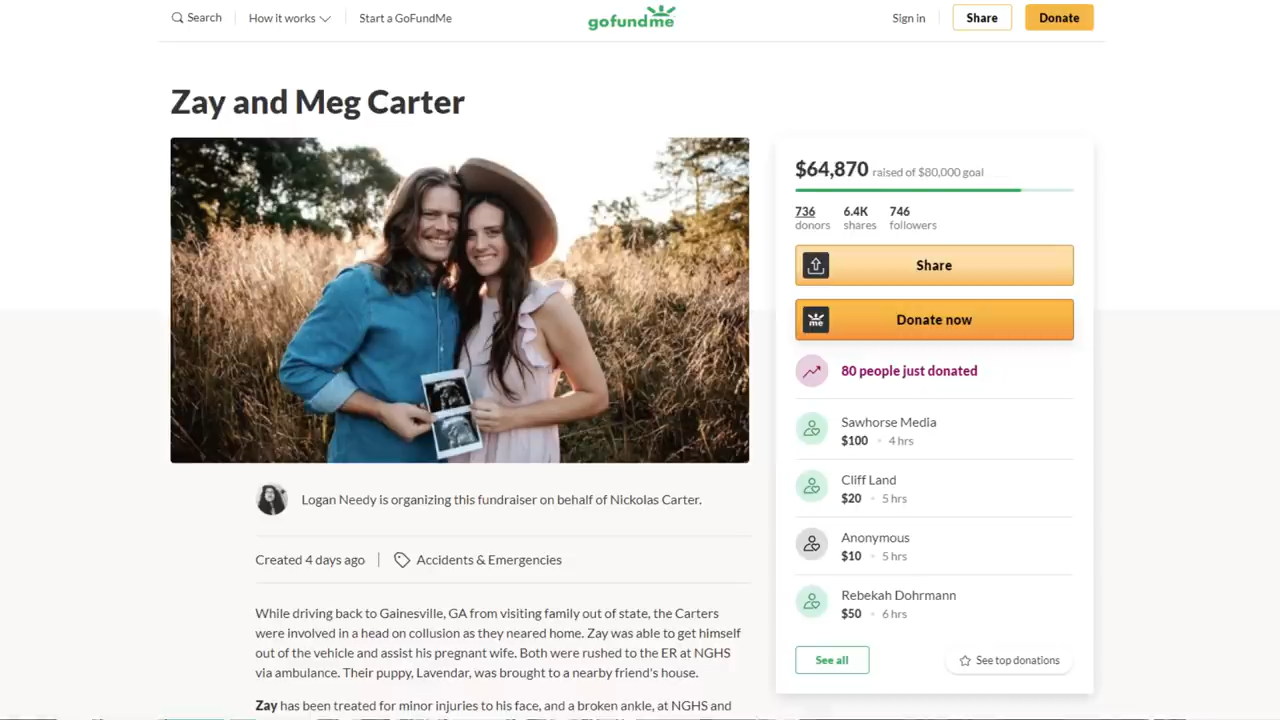 Search
How it works
Start a GoFundMe
gofundme
Sign in
Share
Donate
Zay and Meg Carter
$64,870 raised of $80,000 goal
736 donors
6.4K shares
746 followers
Share
me
Donate now
80 people just donated
Sawhorse Media
$100 • 4 hrs
Cliff Land
$20 • 5 hrs
Anonymous
$10 • 5 hrs
Rebekah Dohrmann
$50 • 6 hrs
See all
See top donations
Logan Needy is organizing this fundraiser on behalf of Nickolas Carter.
Created 4 days ago
Accidents & Emergencies
While driving back to Gainesville, GA from visiting family out of state, the Carters
were involved in a head on collusion as they neared home. Zay was able to get himself
out of the vehicle and assist his pregnant wife. Both were rushed to the ER at NGHS
via ambulance. Their puppy, Lavendar, was brought to a nearby friend's house.
Zay has been treated for minor injuries to his face, and a broken ankle, at NGHS and